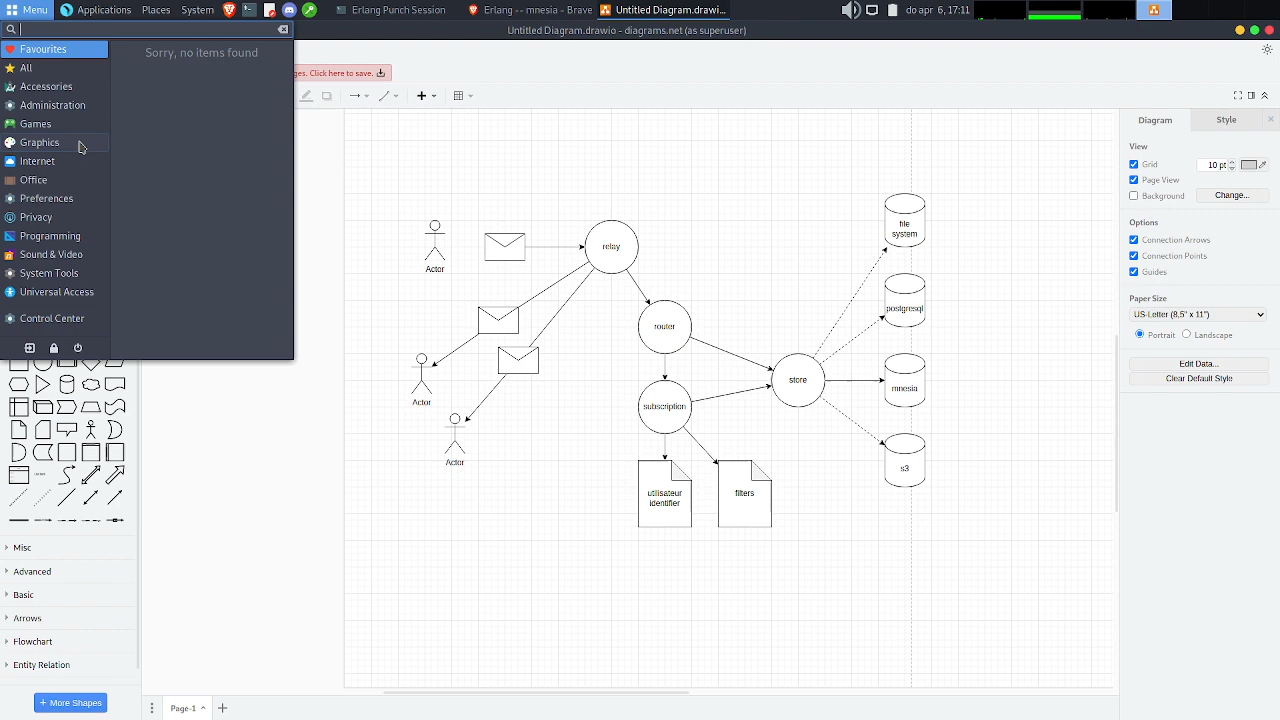 Menu Applications Places System Erlang Punch Session Erlang -- mnesia - Brave Untitled Diagram.drawi... do apr 6, 17:11
Untitled Diagram.drawio - diagrams.net (as superuser)
Favourites
Sorry, no items found
All
Accessories
Administration
Games
Graphics
Internet
Office
Preferences
Privacy
Programming
Sound & Video
System Tools
Universal Access
Control Center
ges. Click here to save.
Actor
relay
Actor
Actor
router
subscription
store
utilisateur
identifier
filters
file
system
postgresql
mnesia
s3
Misc
Advanced
Basic
Arrows
Flowchart
Entity Relation
+ More Shapes
Page-1
Diagram Style
View
Grid 10 pt
Page View
Background Change...
Options
Connection Arrows
Connection Points
Guides
Paper Size
US-Letter (8,5" x 11")
Portrait Landscape
Edit Data...
Clear Default Style